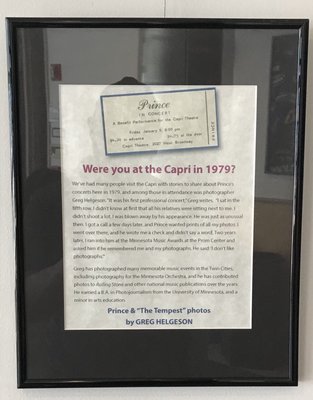 Prince
IN CONCERT
A Benefit Performance for the Capri Theatre
Friday January 5, 8:00 pm
$4.00 in advance $4.75 at the door
Capri Theatre, 2027 West Broadway
Were you at the Capri in 1979?
We've had many people visit the Capri with stories to share about Prince's
concerts here in 1979, and among those in attendance was photographer
Greg Helgeson. "It was his first professional concert," Greg writes. "I sat in the
fifth row, I didn't know at first that all his relatives were sitting next to me. I
didn't shoot a lot, I was blown away by his appearance. He was just so unusual
then. I got a call a few days later, and Prince wanted prints of all my photos. I
went over there, and he wrote me a check and didn't say a word. Two years
later, I ran into him at the Minnesota Music Awards at the Prom Center and
asked him if he remembered me and my photographs. He said 'I don't like
photographs.'"
Greg has photographed many memorable music events in the Twin Cities,
including photography for the Minnesota Orchestra, and he has contributed
photos to Rolling Stone and other national music publications over the years.
He earned a B.A. in Photojournalism from the University of Minnesota, and a
minor in arts education.
Prince & "The Tempest" photos
by GREG HELGESON